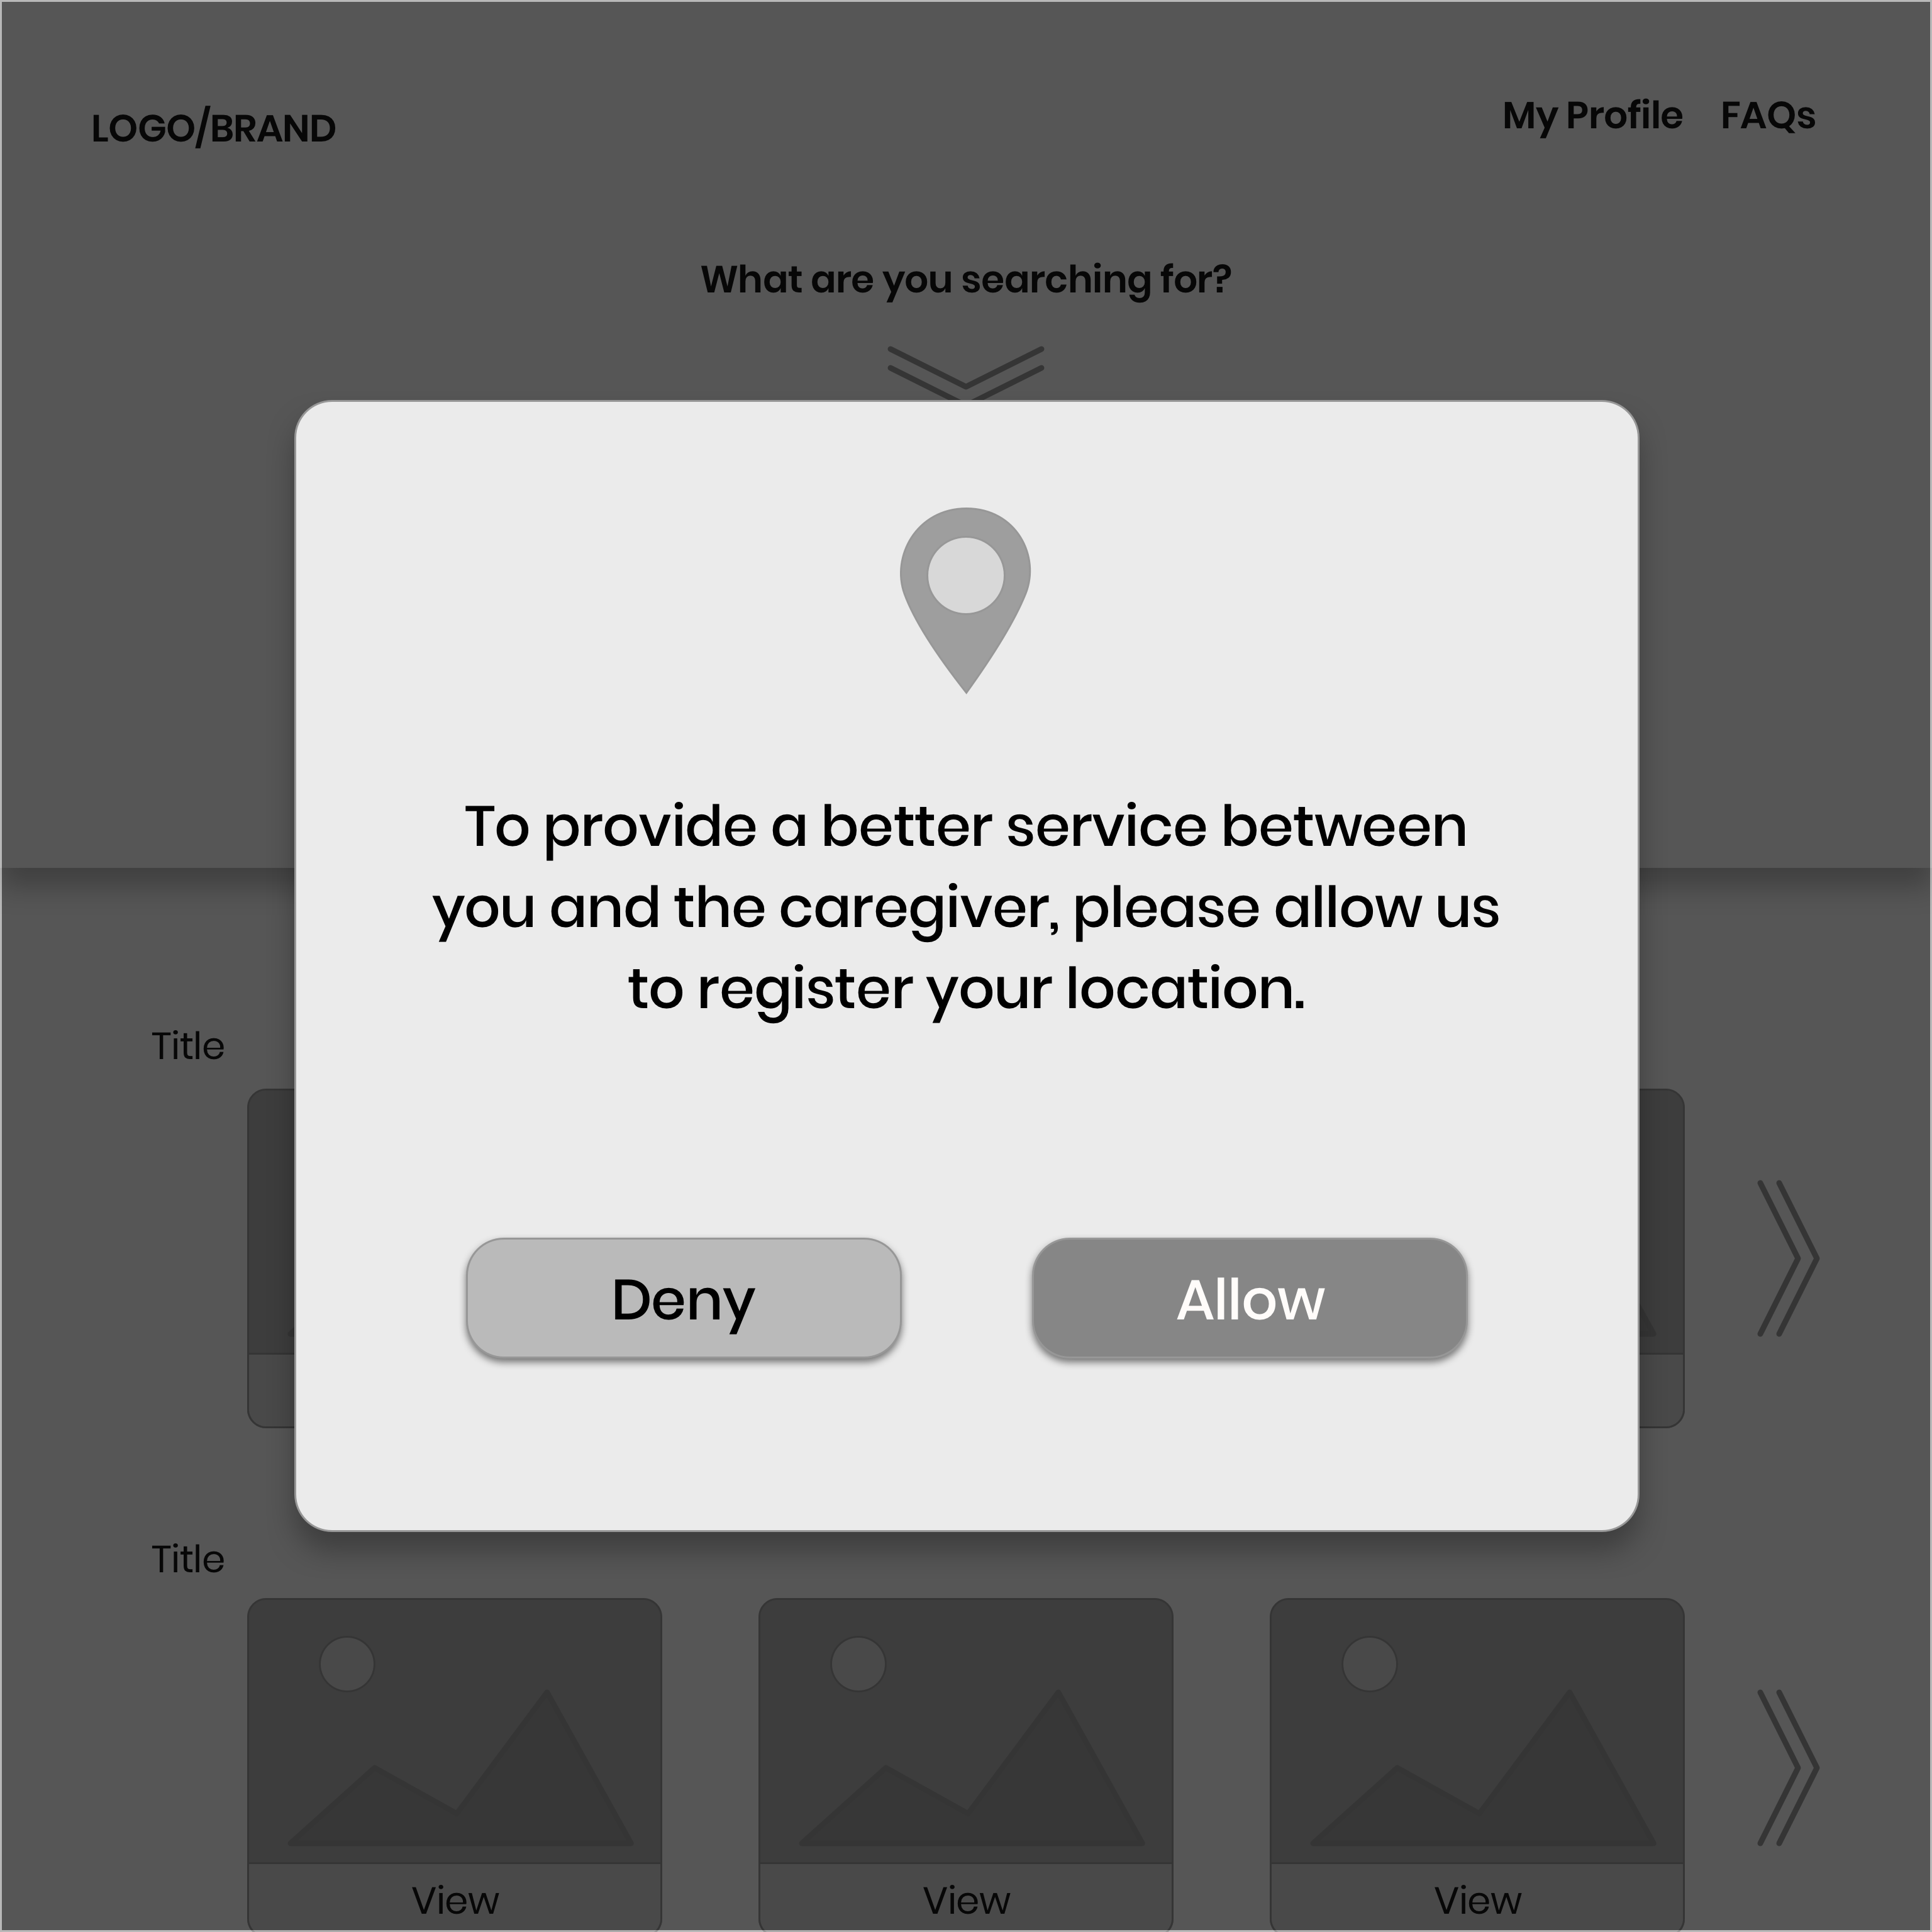 LOGO/BRAND
My Profile FAQs
What are you searching for?
To provide a better service between
you and the caregiver, please allow us
to register your location.
Title
Deny Allow
Title
View View View